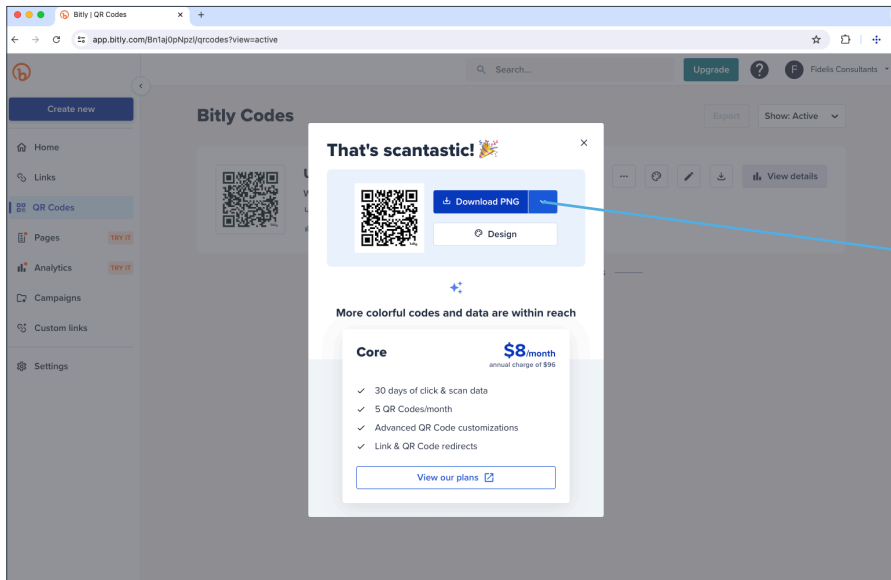 Bitly | QR Codes
app.bitly.com/Bn1aj0pNpzl/qrcodes?view=active
Search...
Upgrade
?
F
Fidelis Consultants
Create new
Home
Links
QR Codes
Pages TRY IT
Analytics TRY IT
Campaigns
Custom links
Settings
Bitly Codes
Export
Show: Active
View details
That's scantastic! 🎉
Download PNG
Design
More colorful codes and data are within reach
Core
$8/month
annual charge of $96
30 days of click & scan data
5 QR Codes/month
Advanced QR Code customizations
Link & QR Code redirects
View our plans